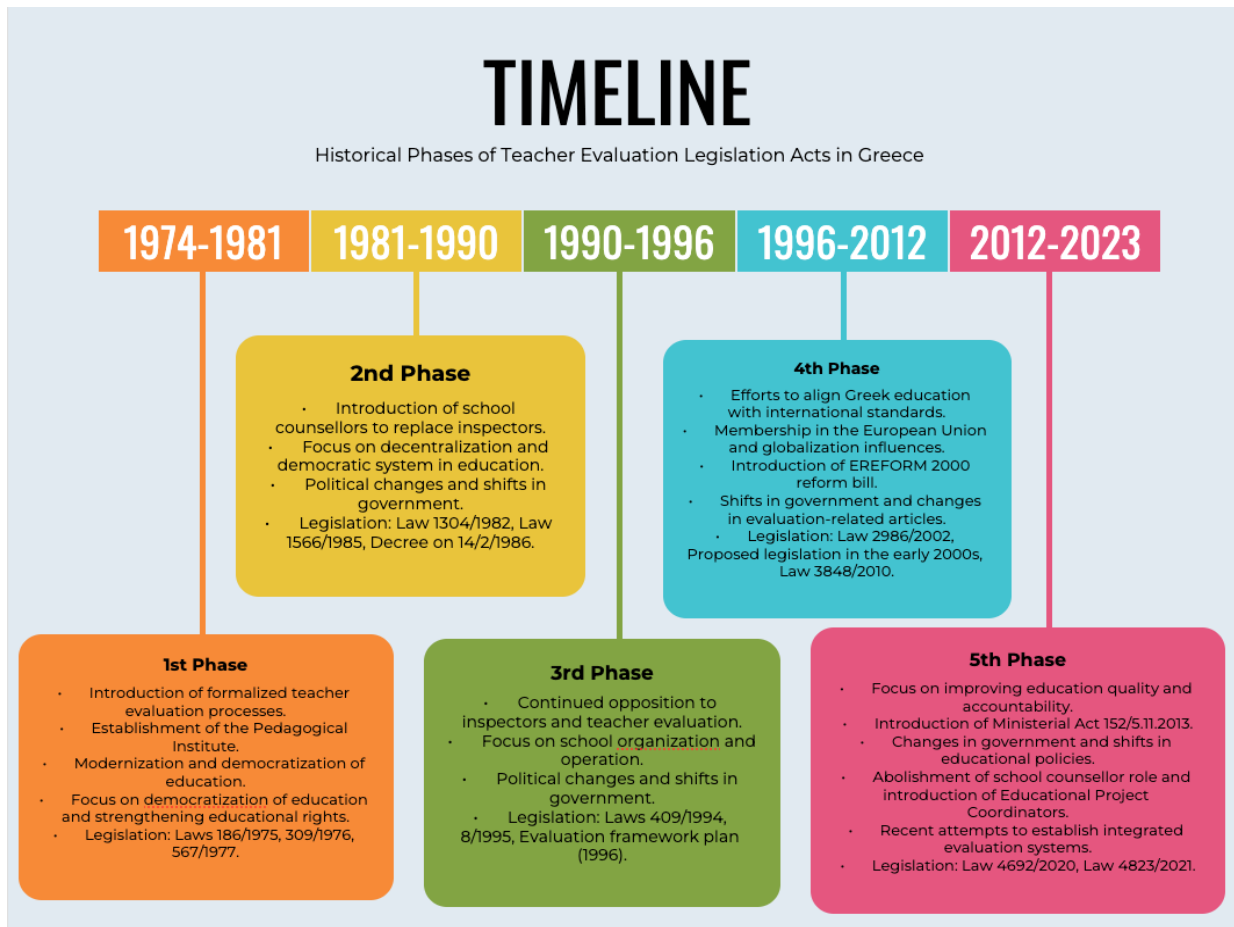 TIMELINE
Historical Phases of Teacher Evaluation Legislation Acts in Greece
1974-1981
1981-1990
1990-1996
1996-2012
2012-2023
2nd Phase
• Introduction of school
counsellors to replace inspectors.
• Focus on decentralization and
democratic system in education.
• Political changes and shifts in
government.
• Legislation: Law 1304/1982, Law
1566/1985, Decree on 14/2/1986.
4th Phase
• Efforts to align Greek education
with international standards.
• Membership in the European Union
and globalization influences.
• Introduction of EREFORM 2000
reform bill.
• Shifts in government and changes
in evaluation-related articles.
• Legislation: Law 2986/2002,
Proposed legislation in the early 2000s,
Law 3848/2010.
1st Phase
• Introduction of formalized teacher
evaluation processes.
• Establishment of the Pedagogical
Institute.
• Modernization and democratization of
education.
• Focus on democratization of education
and strengthening educational rights.
• Legislation: Laws 186/1975, 309/1976,
567/1977.
3rd Phase
• Continued opposition to
inspectors and teacher evaluation.
• Focus on school organization and
operation.
• Political changes and shifts in
government.
• Legislation: Laws 409/1994,
8/1995, Evaluation framework plan
(1996).
5th Phase
• Focus on improving education quality and
accountability.
• Introduction of Ministerial Act 152/5.11.2013.
• Changes in government and shifts in
educational policies.
• Abolishment of school counsellor role and
introduction of Educational Project
Coordinators.
• Recent attempts to establish integrated
evaluation systems.
• Legislation: Law 4692/2020, Law 4823/2021.